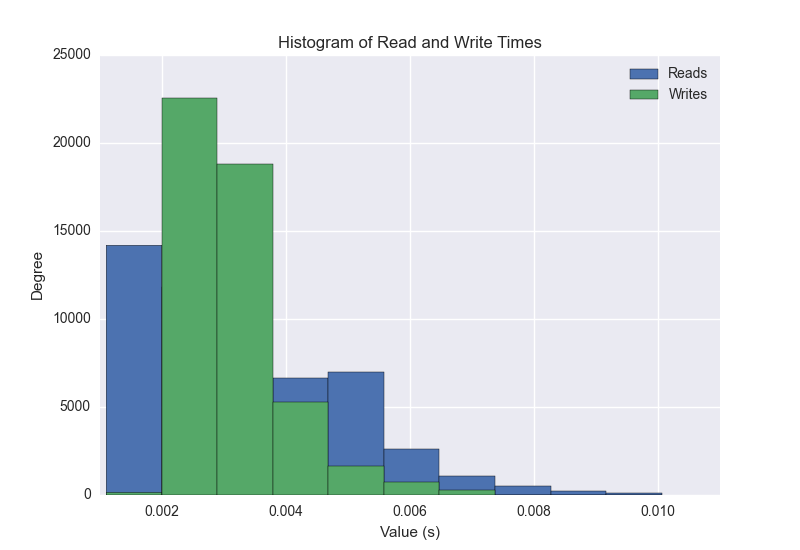 Histogram of Read and Write Times
25000
20000
15000
10000
5000
0
Degree
Reads
Writes
0.002 0.004 0.006 0.008 0.010
Value (s)